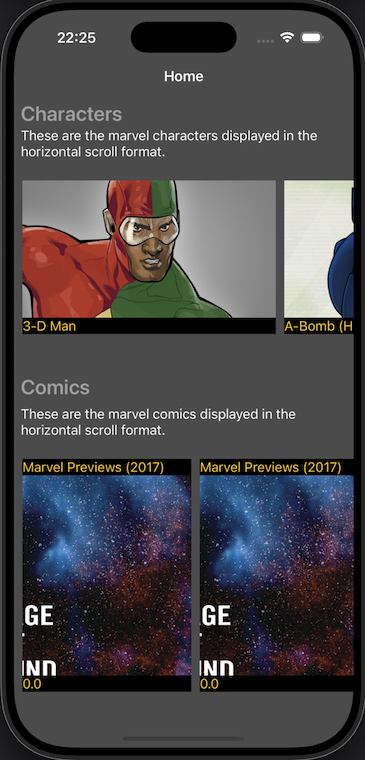 22:25
Home
Characters
These are the marvel characters displayed in the
horizontal scroll format.
3-D Man
A-Bomb (H
Comics
These are the marvel comics displayed in the
horizontal scroll format.
Marvel Previews (2017)
Marvel Previews (2017)
GE
GE
0.0
0.0